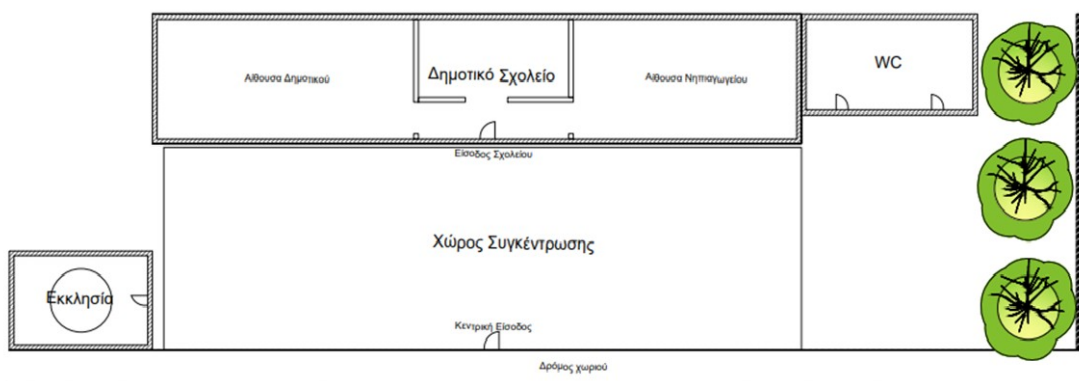 Αίθουσα Δημοτικού
Δημοτικό Σχολείο
Αίθουσα Νηπιαγωγείου
WC
Είσοδος Σχολείου
Χώρος Συγκέντρωσης
Εκκλησία
Κεντρική Είσοδος
Δρόμος χωριού